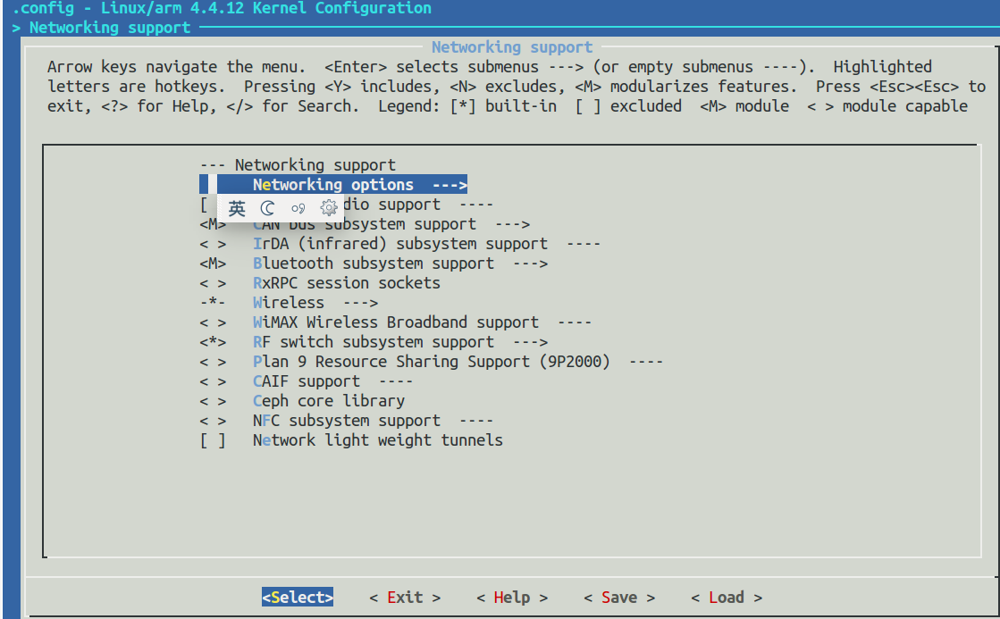 .config - Linux/arm 4.4.12 Kernel Configuration
> Networking support
Networking support
Arrow keys navigate the menu.  <Enter> selects submenus ---> (or empty submenus ----).  Highlighted
letters are hotkeys.  Pressing <Y> includes, <N> excludes, <M> modularizes features.  Press <Esc><Esc> to
exit, <?> for Help, </> for Search.  Legend: [*] built-in  [ ] excluded  <M> module  < > module capable
--- Networking support
Networking options  --->
[ 英 dio support  ----
<M>   CAN bus subsystem support  --->
< >   IrDA (infrared) subsystem support  ----
<M>   Bluetooth subsystem support  --->
< >   RxRPC session sockets
-*-   Wireless  --->
< >   WiMAX Wireless Broadband support  ----
<*>   RF switch subsystem support  --->
< >   Plan 9 Resource Sharing Support (9P2000)  ----
< >   CAIF support  ----
< >   Ceph core library
< >   NFC subsystem support  ----
[ ]   Network light weight tunnels
<Select>    < Exit >    < Help >    < Save >    < Load >